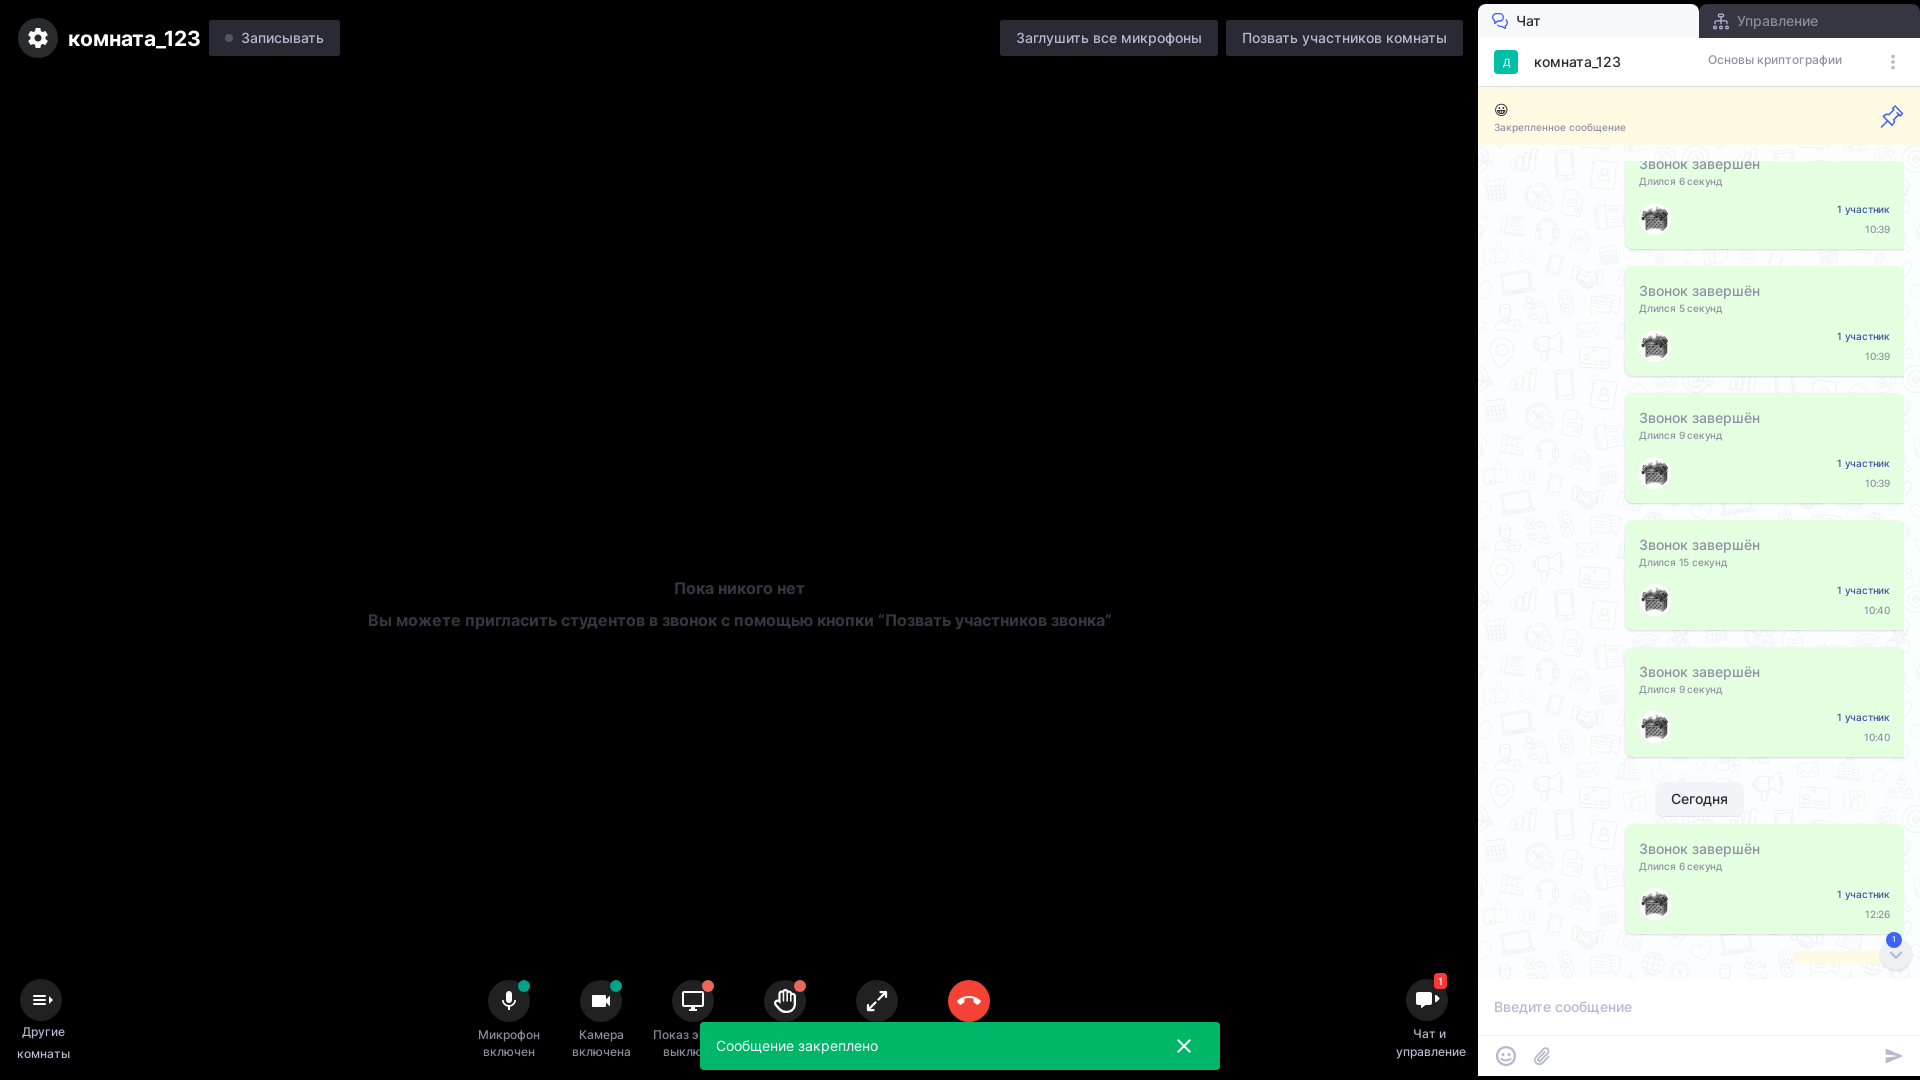 комната_123
Записывать
Заглушить все микрофоны
Позвать участников комнаты
Чат
Управление
Д
комната_123
Основы криптографии
😀
Закрепленное сообщение
Звонок завершён
Длился 6 секунд
1 участник
10:39
Звонок завершён
Длился 5 секунд
1 участник
10:39
Звонок завершён
Длился 9 секунд
1 участник
10:39
Звонок завершён
Длился 15 секунд
1 участник
10:40
Звонок завершён
Длился 9 секунд
1 участник
10:40
Сегодня
Звонок завершён
Длился 6 секунд
1 участник
12:26
1
Введите сообщение
Пока никого нет
Вы можете пригласить студентов в звонок с помощью кнопки “Позвать участников звонка”
Другие
комнаты
Микрофон
включен
Камера
включена
Показ
Сообщение закреплено
1
Чат и
управление